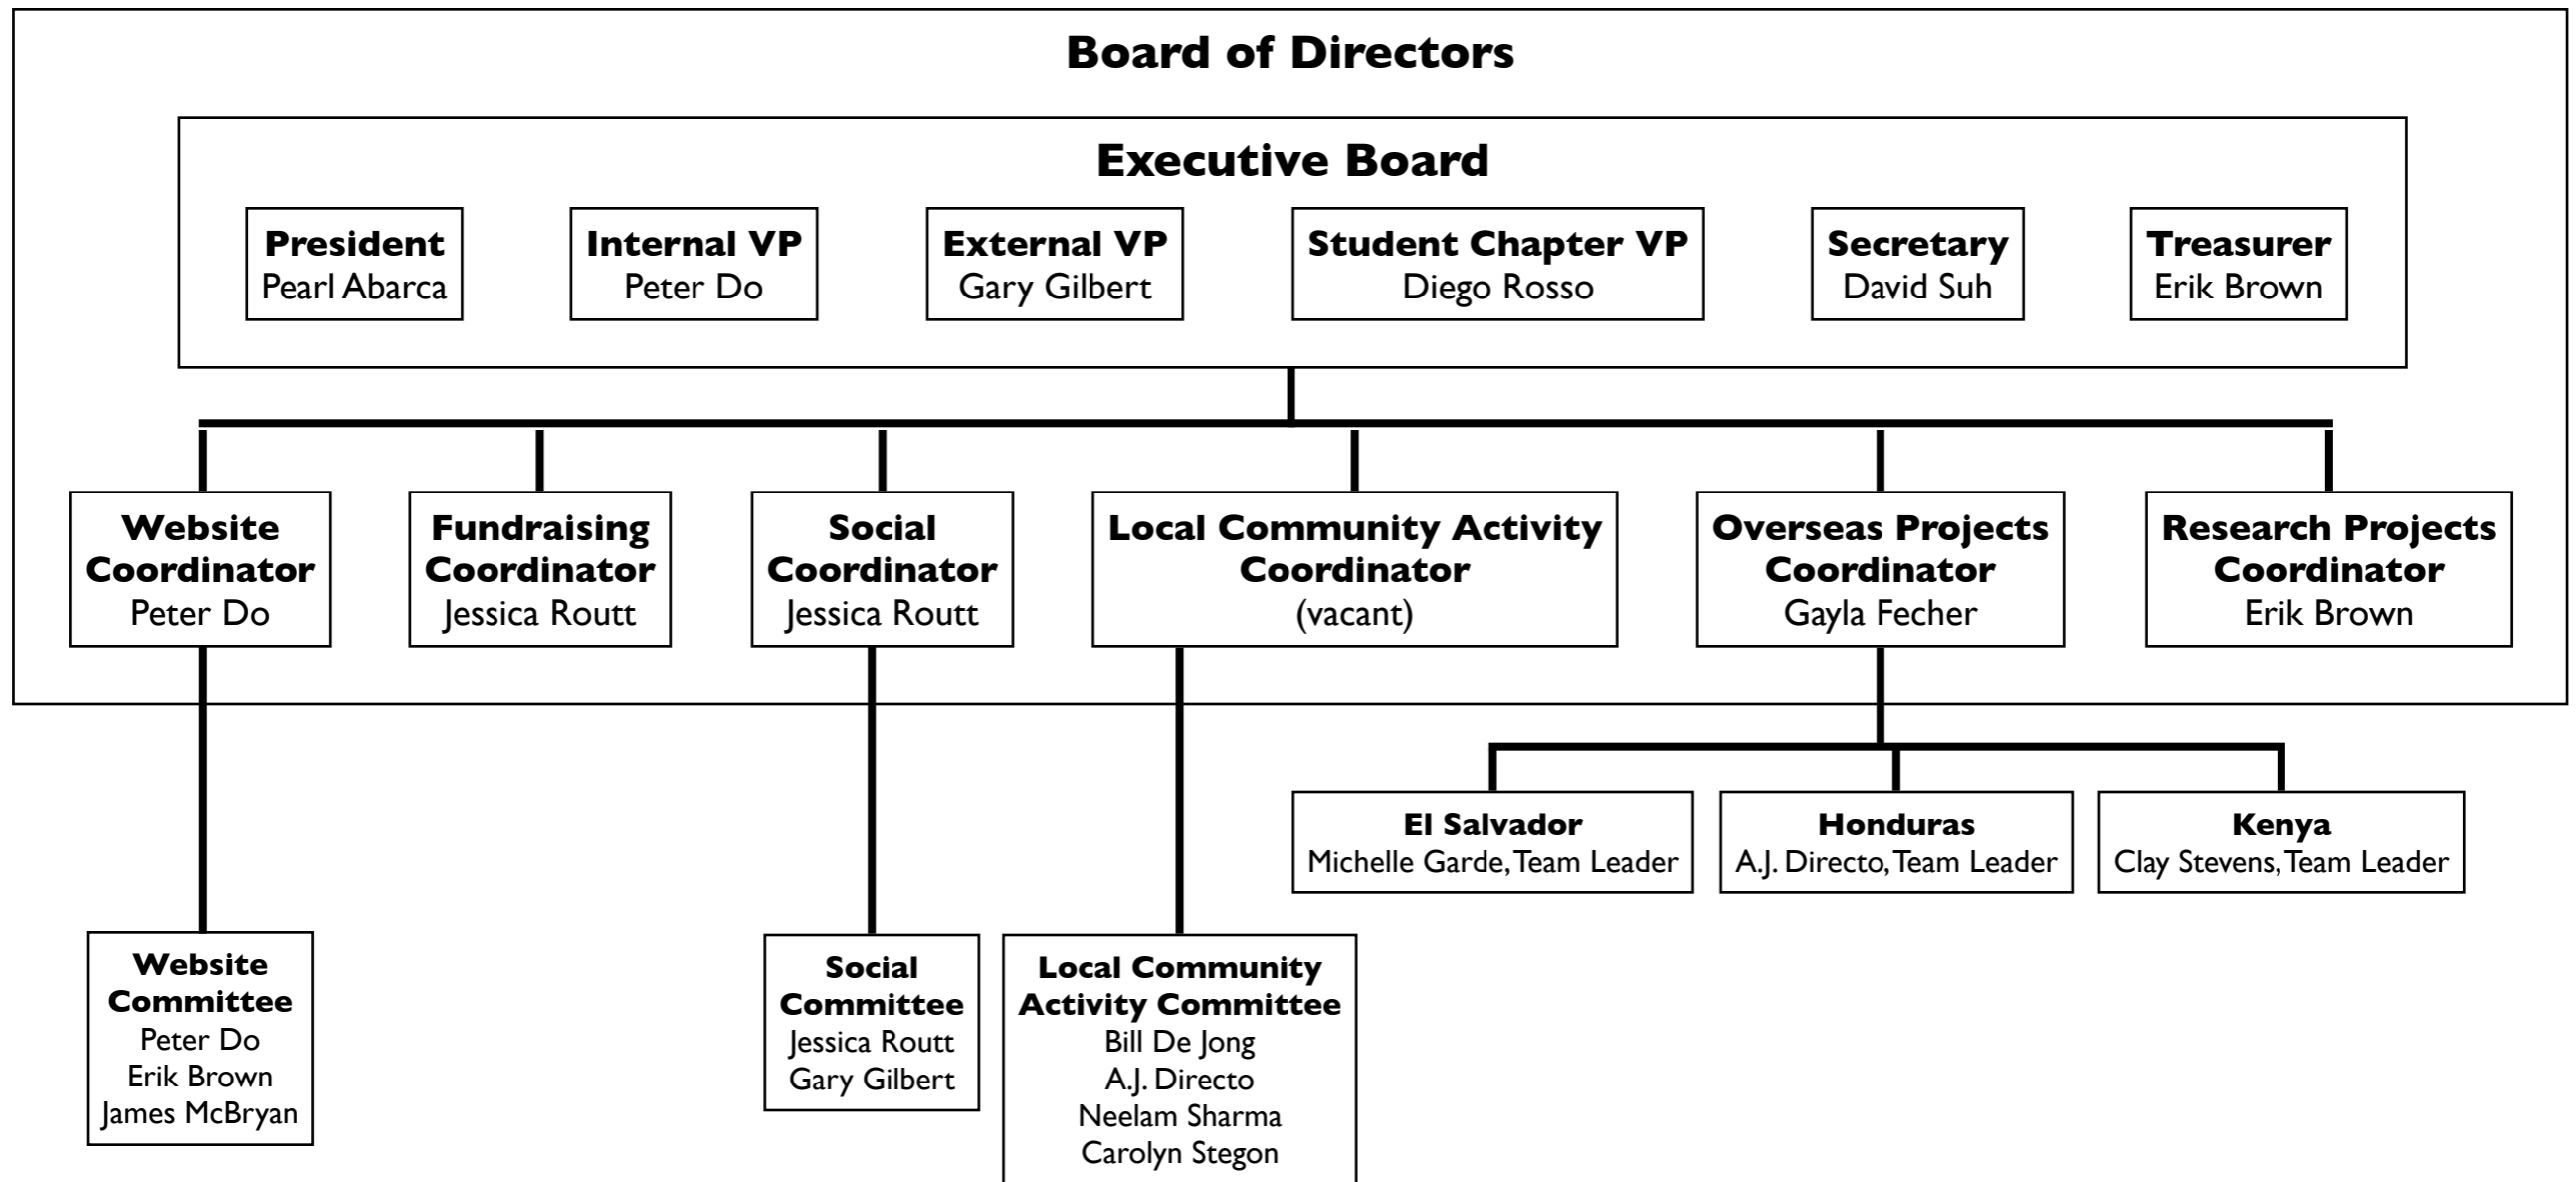 Board of Directors
Executive Board
President
Pearl Abarca
Internal VP
Peter Do
External VP
Gary Gilbert
Student Chapter VP
Diego Rosso
Secretary
David Suh
Treasurer
Erik Brown
Website
Coordinator
Peter Do
Fundraising
Coordinator
Jessica Routt
Social
Coordinator
Jessica Routt
Local Community Activity
Coordinator
(vacant)
Overseas Projects
Coordinator
Gayla Fecher
Research Projects
Coordinator
Erik Brown
El Salvador
Michelle Garde, Team Leader
Honduras
A.J. Directo, Team Leader
Kenya
Clay Stevens, Team Leader
Website
Committee
Peter Do
Erik Brown
James McBryan
Social
Committee
Jessica Routt
Gary Gilbert
Local Community
Activity Committee
Bill De Jong
A.J. Directo
Neelam Sharma
Carolyn Stegon